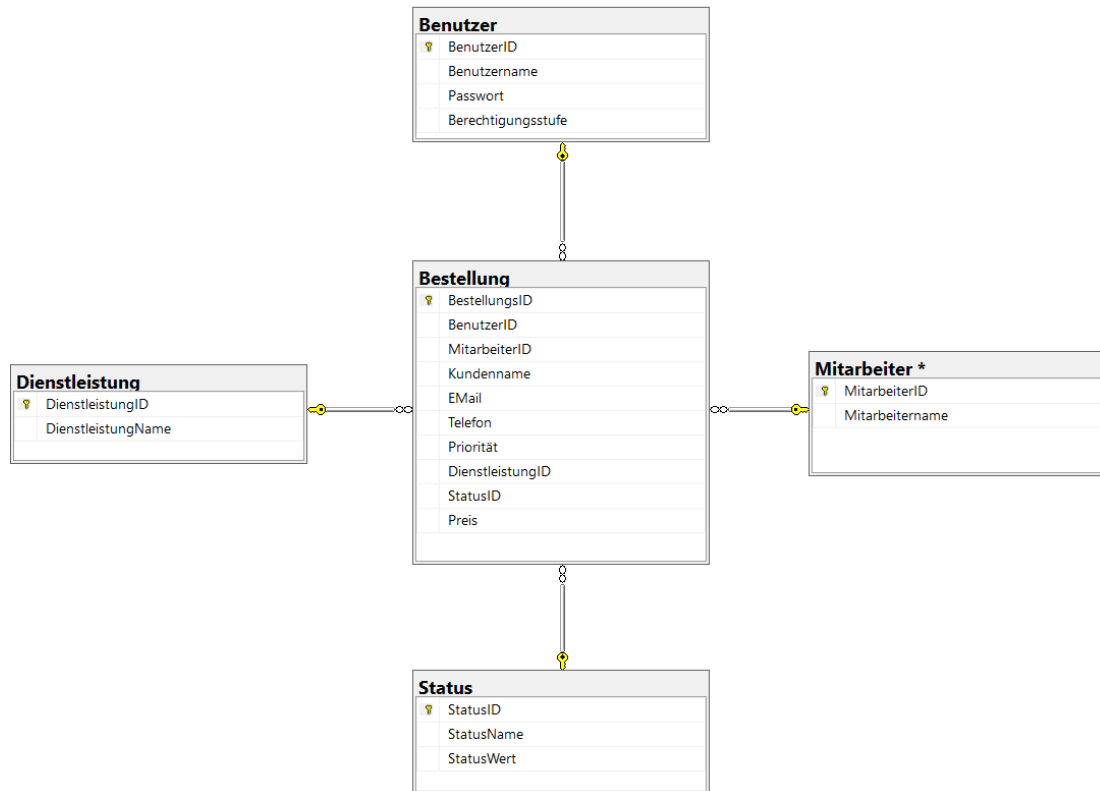 Benutzer
BenutzerID
Benutzername
Passwort
Berechtigungsstufe
Bestellung
BestellungsID
BenutzerID
MitarbeiterID
Kundenname
EMail
Telefon
Priorität
DienstleistungID
StatusID
Preis
Dienstleistung
DienstleistungID
DienstleistungName
Mitarbeiter *
MitarbeiterID
Mitarbeitername
Status
StatusID
StatusName
StatusWert